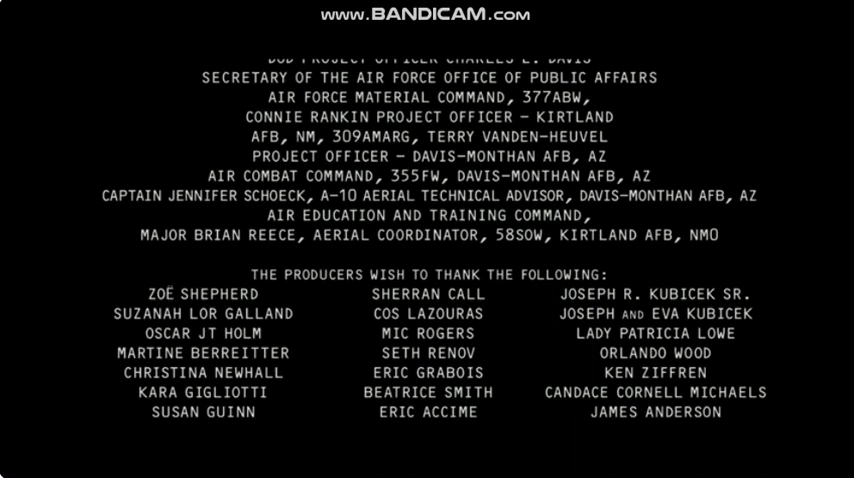 www.BANDICAM.com
DOD PROJECT OFFICER CHARLES E. DAVIS
SECRETARY OF THE AIR FORCE OFFICE OF PUBLIC AFFAIRS
AIR FORCE MATERIAL COMMAND, 377ABW,
CONNIE RANKIN PROJECT OFFICER – KIRTLAND
AFB, NM, 309AMARG, TERRY VANDEN-HEUVEL
PROJECT OFFICER – DAVIS-MONTHAN AFB, AZ
AIR COMBAT COMMAND, 355FW, DAVIS-MONTHAN AFB, AZ
CAPTAIN JENNIFER SCHOECK, A-10 AERIAL TECHNICAL ADVISOR, DAVIS-MONTHAN AFB, AZ
AIR EDUCATION AND TRAINING COMMAND,
MAJOR BRIAN REECE, AERIAL COORDINATOR, 58SOW, KIRTLAND AFB, NMO
THE PRODUCERS WISH TO THANK THE FOLLOWING:
ZOË SHEPHERD SHERRAN CALL JOSEPH R. KUBICEK SR.
SUZANAH LOR GALLAND COS LAZOURAS JOSEPH AND EVA KUBICEK
OSCAR JT HOLM MIC ROGERS LADY PATRICIA LOWE
MARTINE BERREITTER SETH RENOV ORLANDO WOOD
CHRISTINA NEWHALL ERIC GRABOIS KEN ZIFFREN
KARA GIGLIOTTI BEATRICE SMITH CANDACE CORNELL MICHAELS
SUSAN GUINN ERIC ACCIME JAMES ANDERSON